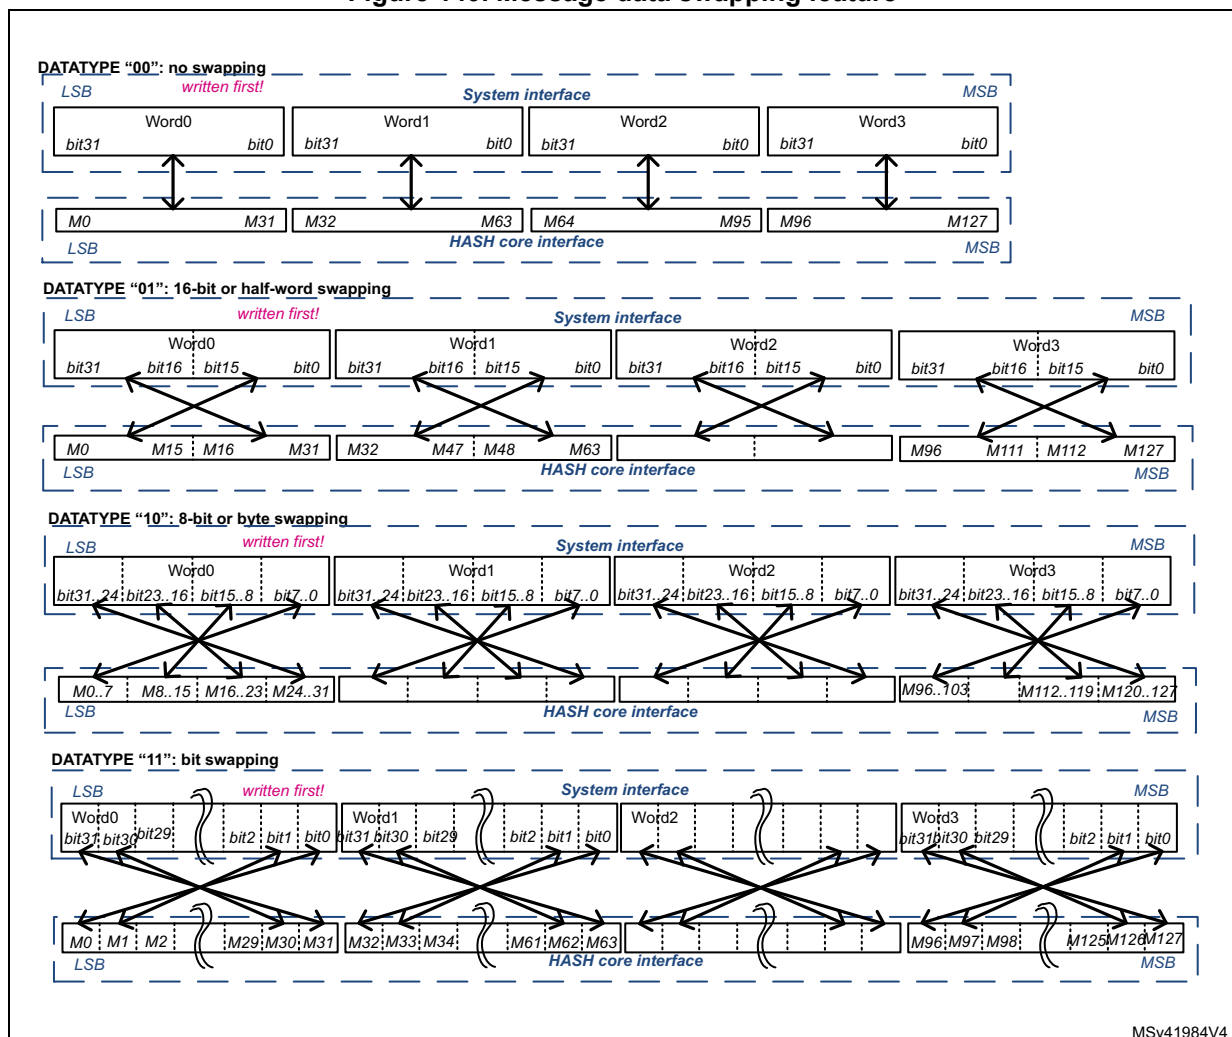 Figure 110. Message data swapping feature
DATATYPE “00”: no swapping
LSB written first! System interface MSB
Word0 Word1 Word2 Word3
bit31 bit0 bit31 bit0 bit31 bit0 bit31 bit0
M0 M31 M32 M63 M64 M95 M96 M127
LSB HASH core interface MSB
DATATYPE “01”: 16-bit or half-word swapping
LSB written first! System interface MSB
Word0 Word1 Word2 Word3
bit31 bit16 bit15 bit0 bit31 bit16 bit15 bit0 bit31 bit16 bit15 bit0 bit31 bit16 bit15 bit0
M0 M15 M16 M31 M32 M47 M48 M63 M96 M111 M112 M127
LSB HASH core interface MSB
DATATYPE “10”: 8-bit or byte swapping
LSB written first! System interface MSB
Word0 Word1 Word2 Word3
bit31..24 bit23..16 bit15..8 bit7..0 bit31..24 bit23..16 bit15..8 bit7..0 bit31..24 bit23..16 bit15..8 bit7..0 bit31..24 bit23..16 bit15..8 bit7..0
M0..7 M8..15 M16..23 M24..31 M96..103 M112..119 M120..127
LSB HASH core interface MSB
DATATYPE “11”: bit swapping
LSB written first! System interface MSB
Word0 Word1 Word2 Word3
bit31 bit30 bit29 bit2 bit1 bit0 bit31 bit30 bit29 bit2 bit1 bit0 bit31 bit30 bit29 bit2 bit1 bit0
M0 M1 M2 M29 M30 M31 M32 M33 M34 M61 M62 M63 M96 M97 M98 M125 M126 M127
LSB HASH core interface MSB
MSv41984V4